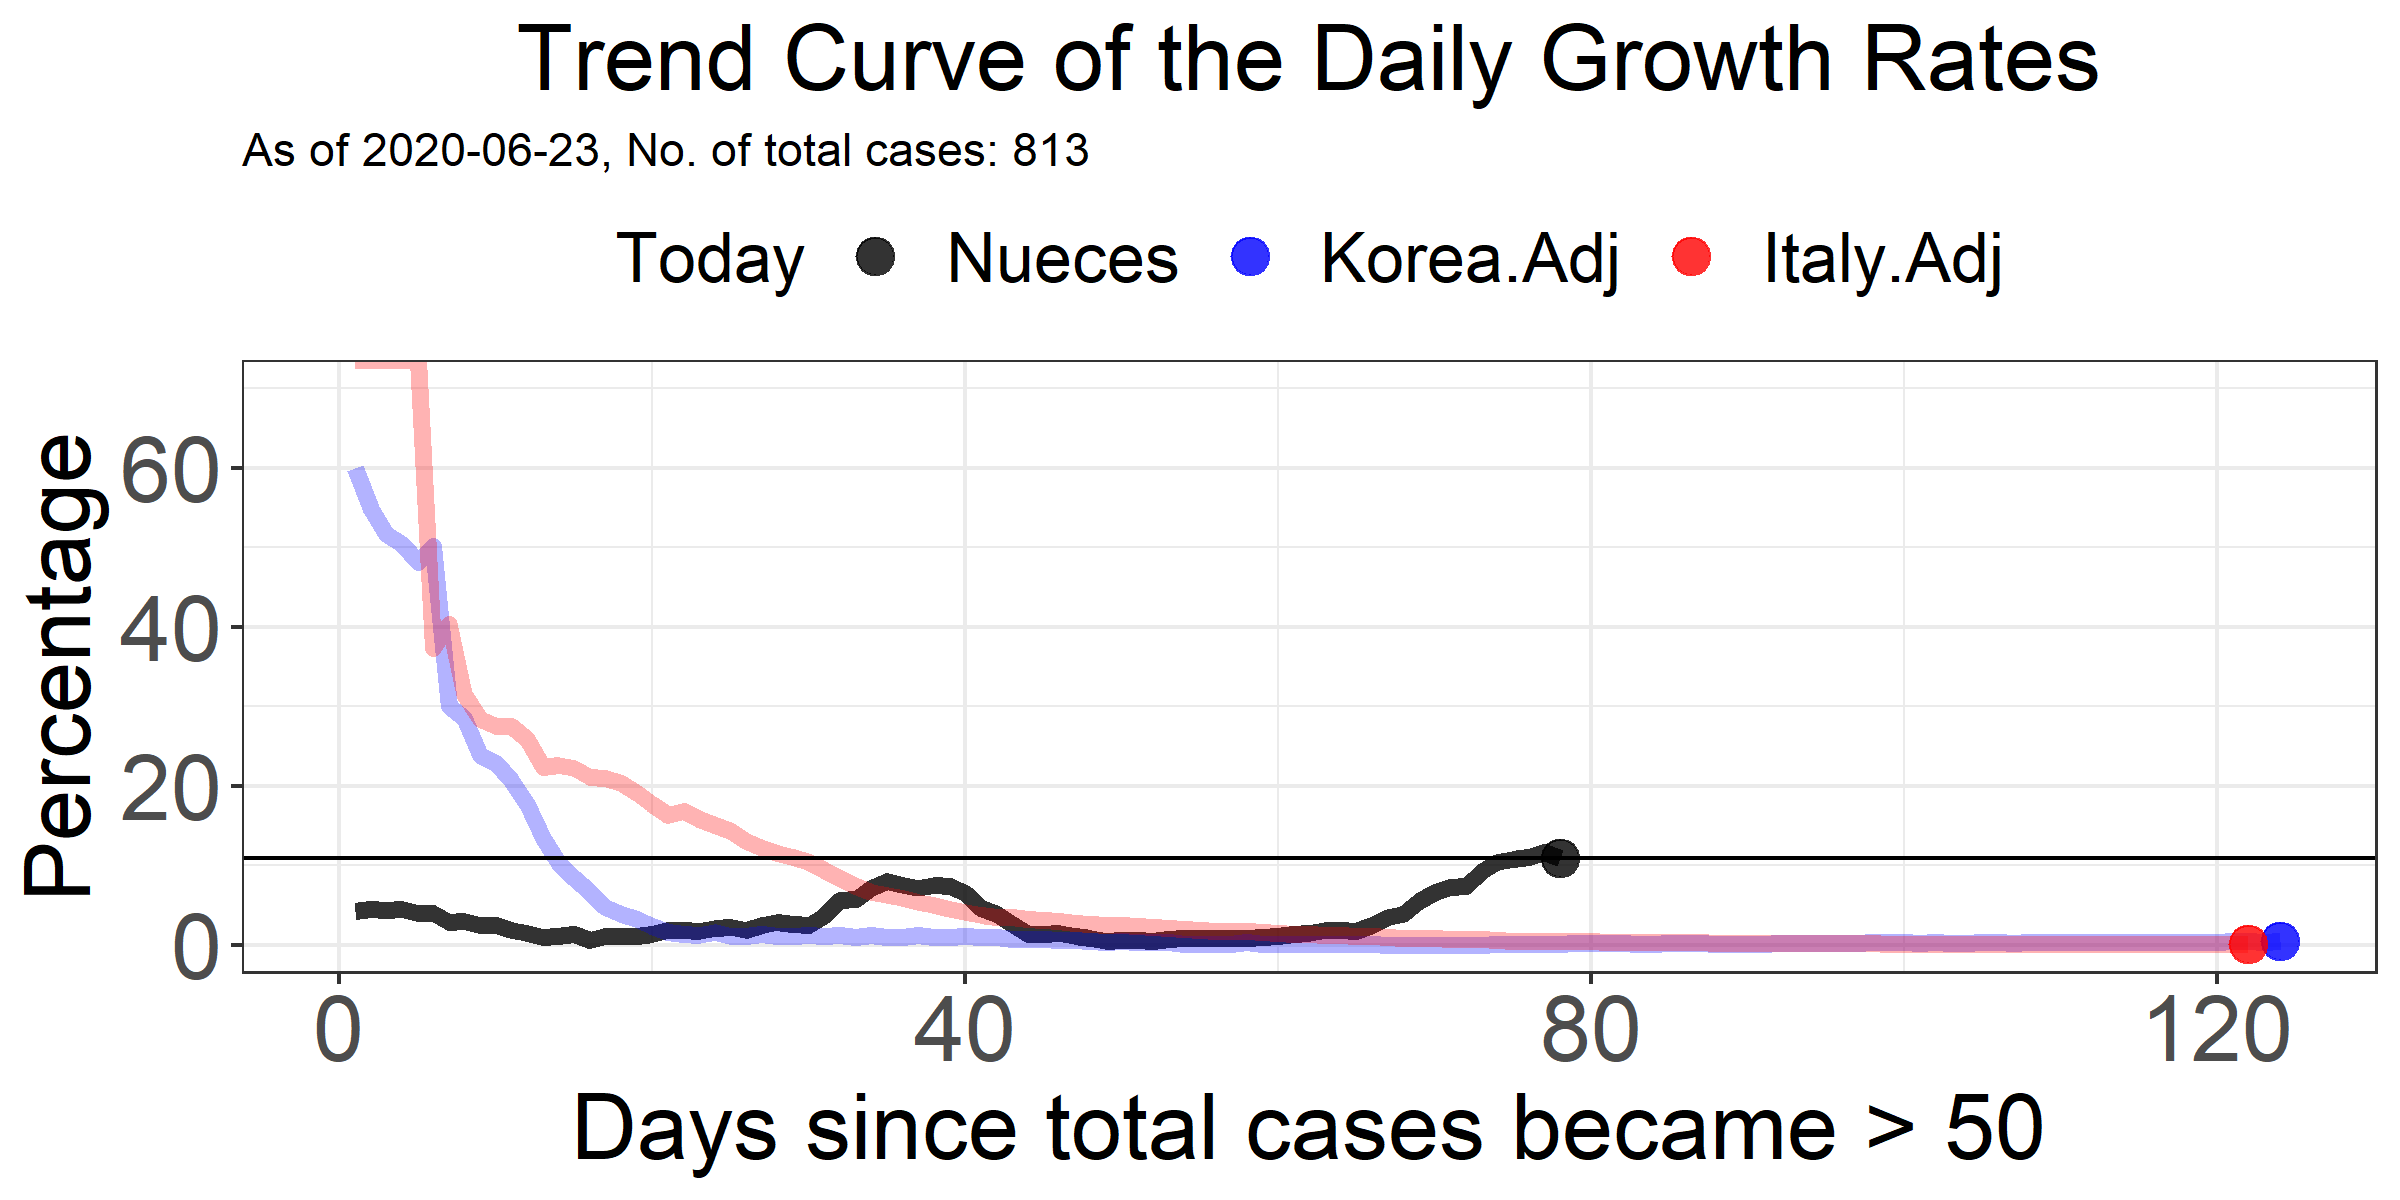 Trend Curve of the Daily Growth Rates
As of 2020-06-23, No. of total cases: 813
Today Nueces Korea.Adj Italy.Adj
Percentage
60
40
20
0
0 40 80 120
Days since total cases became > 50